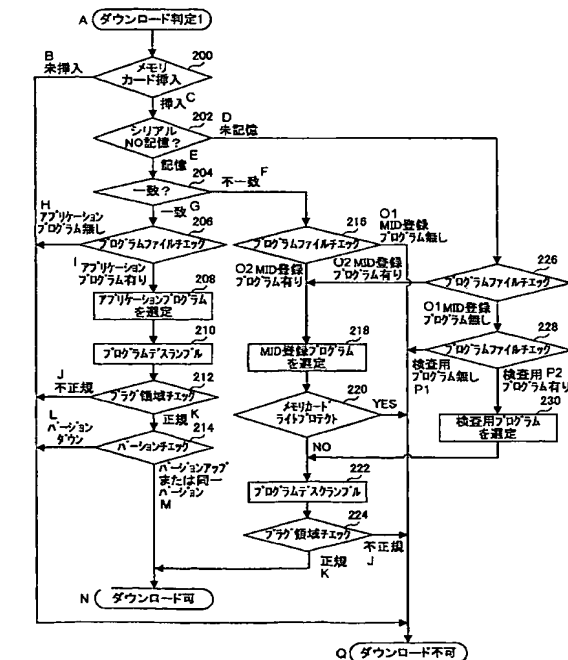 A ダウンロード判定1
B 未挿入
200
メモリ
カード挿入
挿入 C
202
シリアル
NO記憶?
D
未記憶
E
記憶
204
一致?
F
不一致
G
一致
H
アプリケーション
プログラム無し
206
プログラムファイルチェック
I アプリケーション
プログラム有り
208
アプリケーションプログラム
を選定
210
プログラムデスランブル
J
不正規
212
プラグ領域チェック
K
正規
L
バージョン
ダウン
214
バージョンチェック
バージョンアップ
または同一
バージョン
M
N ダウンロード可
216
プログラムファイルチェック
O1
MID登録
プログラム無し
O2 MID登録
プログラム有り
O2 MID登録
プログラム有り
218
MID登録プログラム
を選定
220
メモリカード
ライトプロテクト
YES
NO
222
プログラムデスクランブル
224
フラグ領域チェック
正規
K
不正規
J
226
プログラムファイルチェック
O1 MID登録
プログラム無し
228
プログラムファイルチェック
検査用
プログラム無し
P1
検査用 P2
プログラム有り
230
検査用プログラム
を選定
Q ダウンロード不可